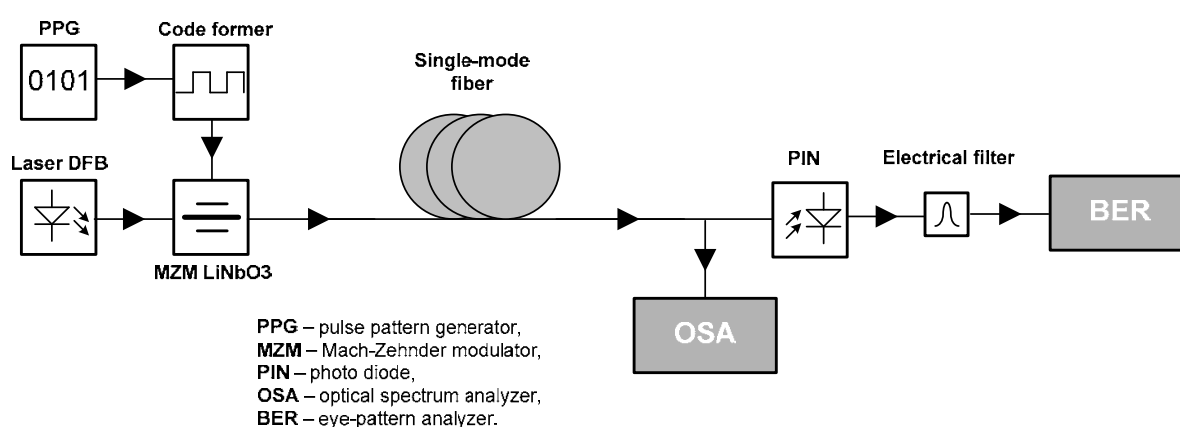 PPG
Code former
0101
Single-mode
fiber
Laser DFB
MZM LiNbO3
PIN
Electrical filter
BER
OSA
PPG – pulse pattern generator,
MZM – Mach-Zehnder modulator,
PIN – photo diode,
OSA – optical spectrum analyzer,
BER – eye-pattern analyzer.